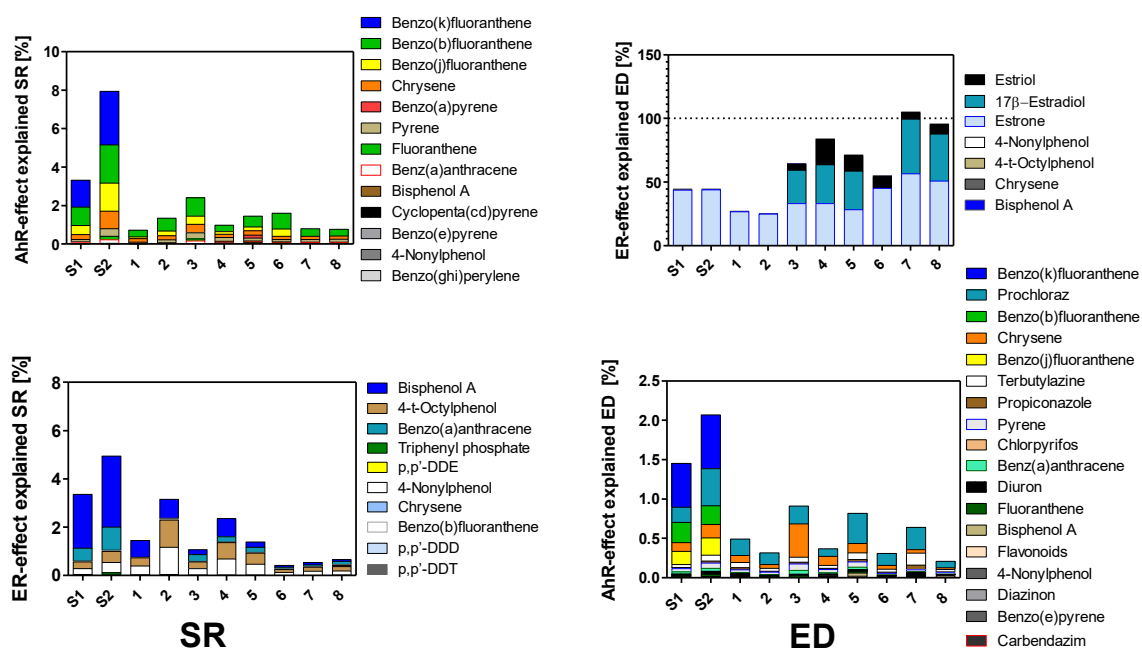 AhR-effect explained SR [%]
10
8
6
4
2
0
S1 S2 1 2 3 4 5 6 7 8
Benzo(k)fluoranthene
Benzo(b)fluoranthene
Benzo(j)fluoranthene
Chrysene
Benzo(a)pyrene
Pyrene
Fluoranthene
Benz(a)anthracene
Bisphenol A
Cyclopenta(cd)pyrene
Benzo(e)pyrene
4-Nonylphenol
Benzo(ghi)perylene
ER-effect explained ED [%]
150
100
50
0
S1 S2 1 2 3 4 5 6 7 8
Estriol
17β−Estradiol
Estrone
4-Nonylphenol
4-t-Octylphenol
Chrysene
Bisphenol A
ER-effect explained SR [%]
8
6
4
2
0
S1 S2 1 2 3 4 5 6 7 8
Bisphenol A
4-t-Octylphenol
Benzo(a)anthracene
Triphenyl phosphate
p,p'-DDE
4-Nonylphenol
Chrysene
Benzo(b)fluoranthene
p,p'-DDD
p,p'-DDT
SR
AhR-effect explained ED [%]
2.5
2.0
1.5
1.0
0.5
0.0
S1 S2 1 2 3 4 5 6 7 8
Benzo(k)fluoranthene
Prochloraz
Benzo(b)fluoranthene
Chrysene
Benzo(j)fluoranthene
Terbutylazine
Propiconazole
Pyrene
Chlorpyrifos
Benz(a)anthracene
Diuron
Fluoranthene
Bisphenol A
Flavonoids
4-Nonylphenol
Diazinon
Benzo(e)pyrene
Carbendazim
ED